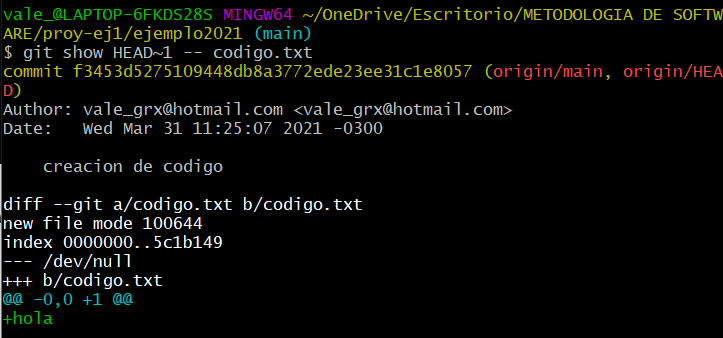 vale_@LAPTOP-6FKDS28S MINGW64 ~/OneDrive/Escritorio/METODOLOGIA DE SOFTW
ARE/proy-ej1/ejemplo2021 (main)
$ git show HEAD~1 -- codigo.txt
commit f3453d5275109448db8a3772ede23ee31c1e8057 (origin/main, origin/HEA
D)
Author: vale_grx@hotmail.com <vale_grx@hotmail.com>
Date:   Wed Mar 31 11:25:07 2021 -0300

    creacion de codigo

diff --git a/codigo.txt b/codigo.txt
new file mode 100644
index 0000000..5c1b149
--- /dev/null
+++ b/codigo.txt
@@ -0,0 +1 @@
+hola